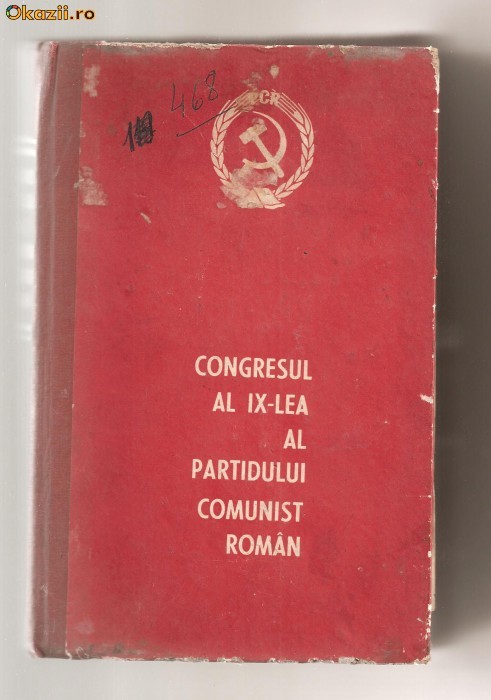 Okazii.ro
468
PCR
CONGRESUL
AL IX-LEA
AL
PARTIDULUI
COMUNIST
ROMÂN